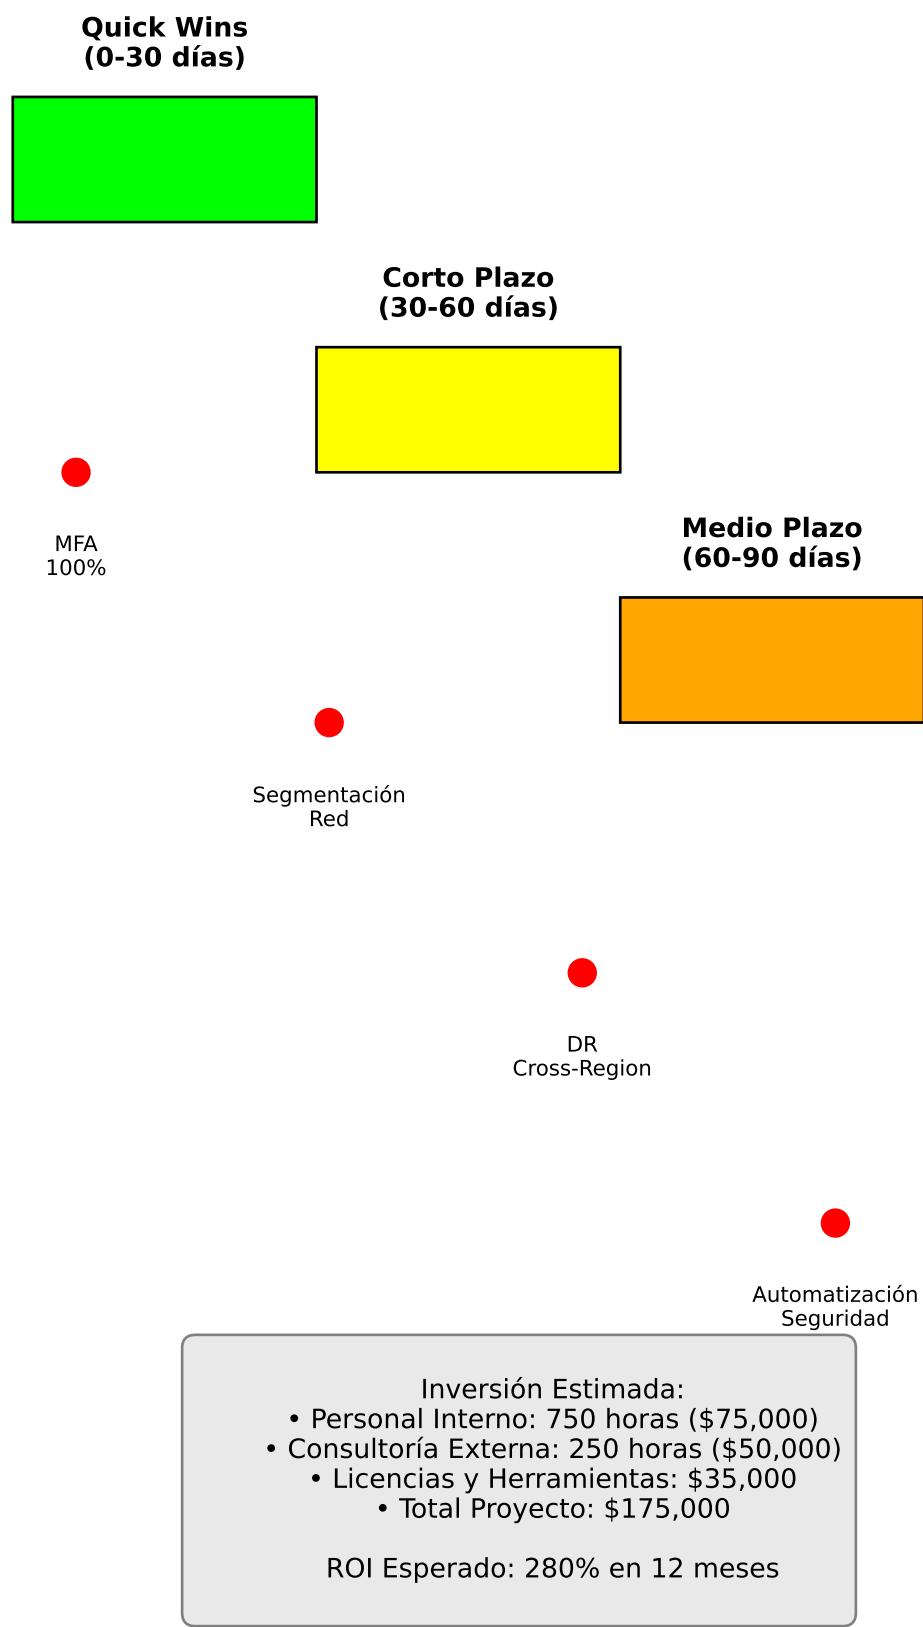 Quick Wins
(0-30 días)
Corto Plazo
(30-60 días)
MFA
100%
Medio Plazo
(60-90 días)
Segmentación
Red
DR
Cross-Region
Automatización
Seguridad
Inversión Estimada:
• Personal Interno: 750 horas ($75,000)
• Consultoría Externa: 250 horas ($50,000)
• Licencias y Herramientas: $35,000
• Total Proyecto: $175,000
ROI Esperado: 280% en 12 meses